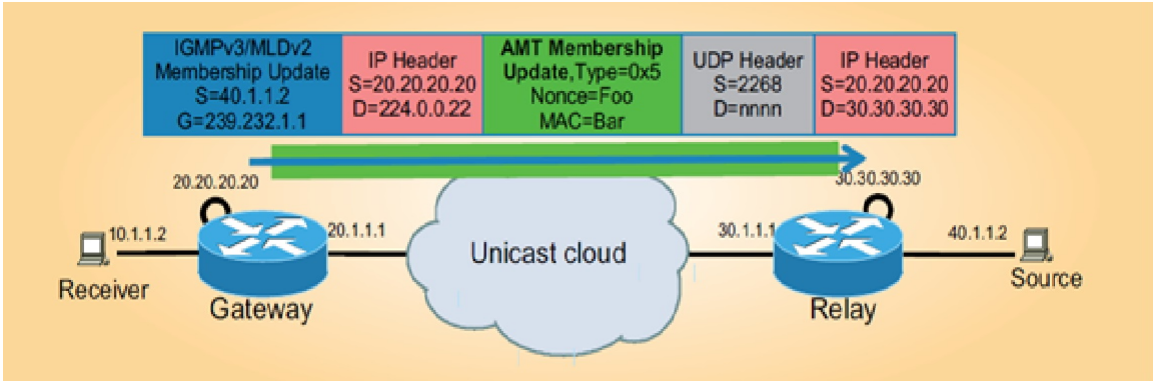 IGMPv3/MLDv2
Membership Update
S=40.1.1.2
G=239.232.1.1
IP Header
S=20.20.20.20
D=224.0.0.22
AMT Membership
Update,Type=0x5
Nonce=Foo
MAC=Bar
UDP Header
S=2268
D=nnnn
IP Header
S=20.20.20.20
D=30.30.30.30
20.20.20.20
30.30.30.30
10.1.1.2
20.1.1.1
30.1.1.1
40.1.1.2
Unicast cloud
Receiver
Gateway
Relay
Source